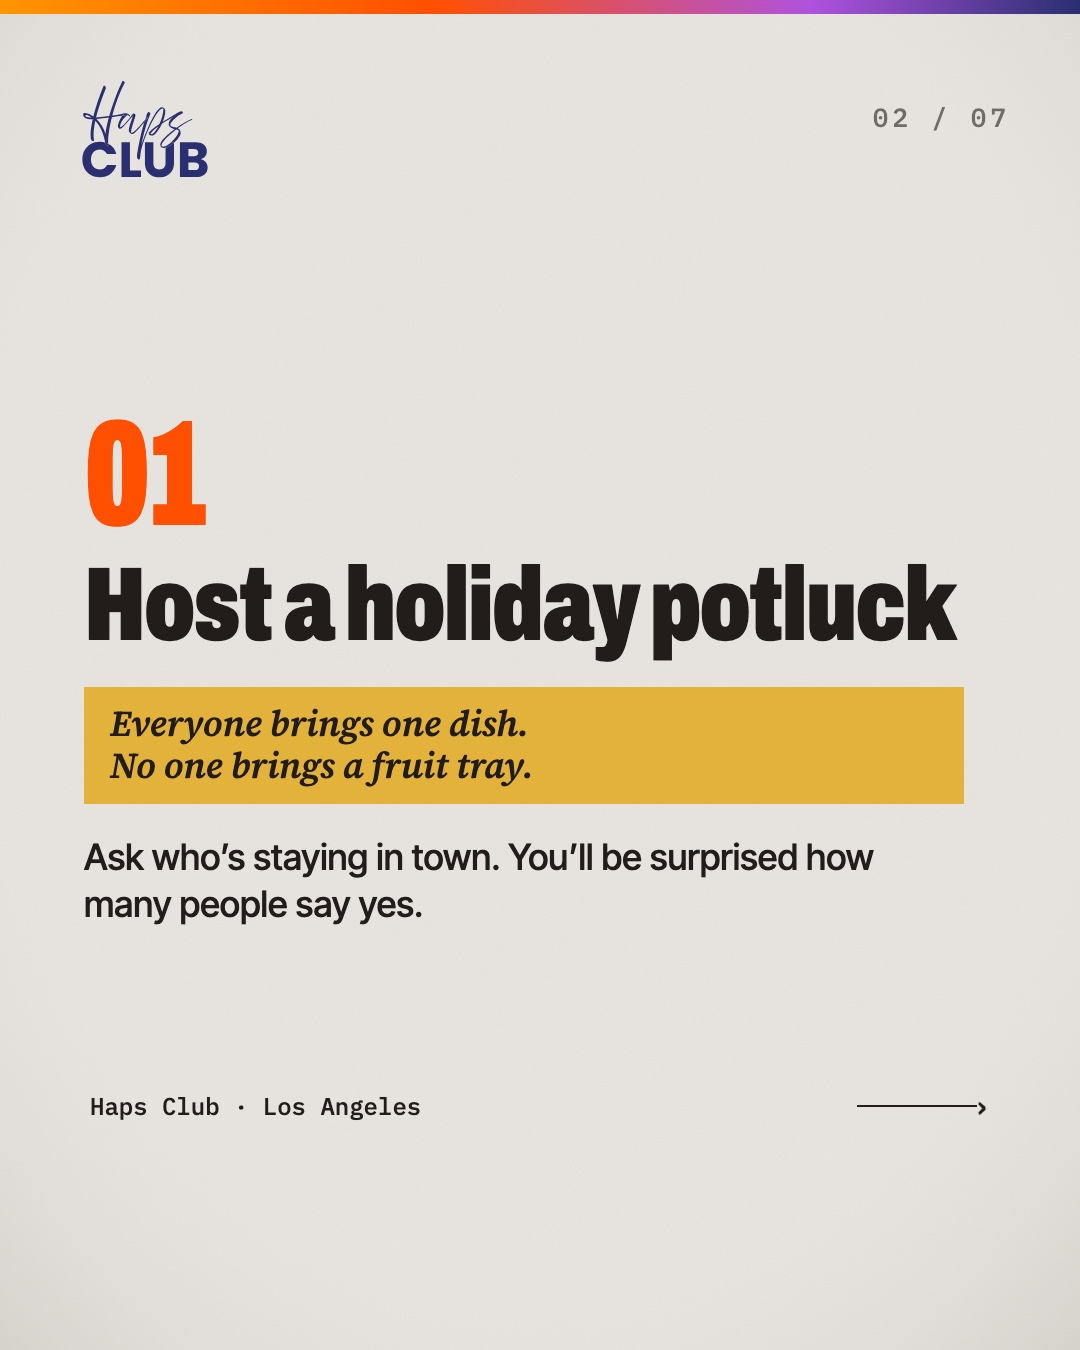 Haps
CLUB
02 / 07
01
Host a holiday potluck
Everyone brings one dish.
No one brings a fruit tray.
Ask who’s staying in town. You’ll be surprised how
many people say yes.
Haps Club · Los Angeles